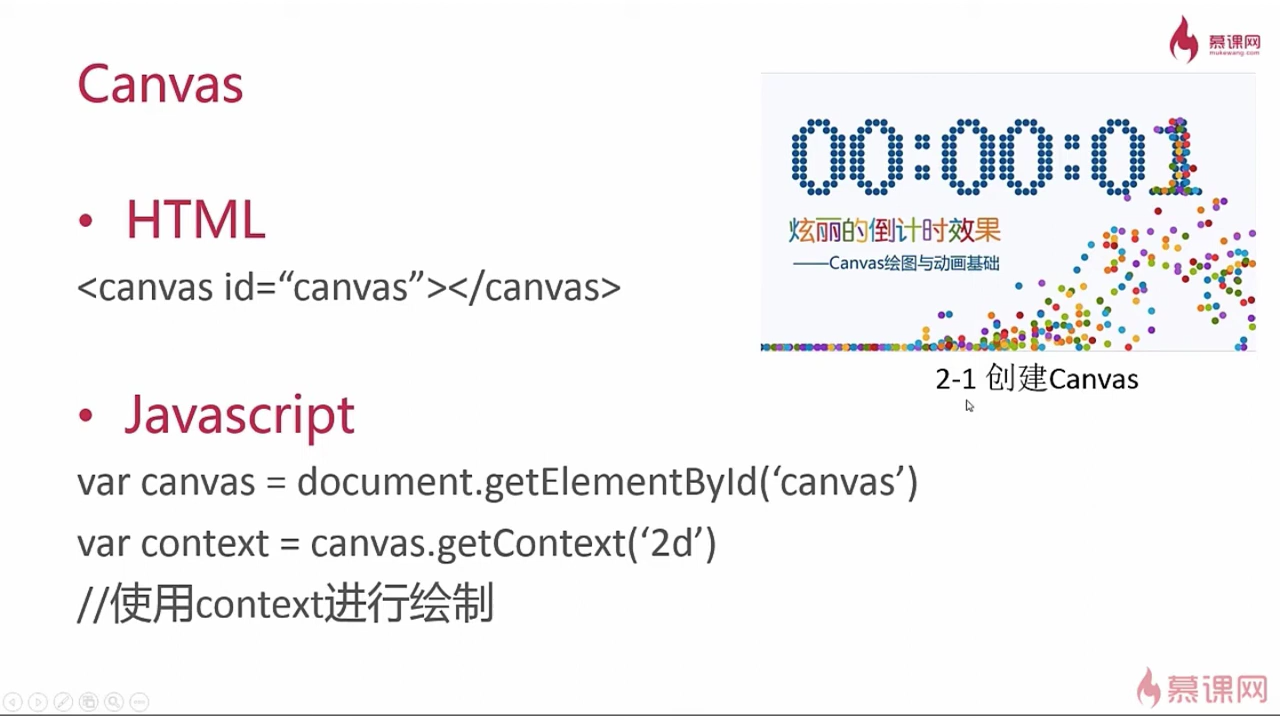 慕课网
mukewang.com
Canvas
00:00:01
炫丽的倒计时效果
——Canvas绘图与动画基础
2-1 创建Canvas
• HTML
<canvas id=“canvas”></canvas>
• Javascript
var canvas = document.getElementById(‘canvas’)
var context = canvas.getContext(‘2d’)
//使用context进行绘制
慕课网